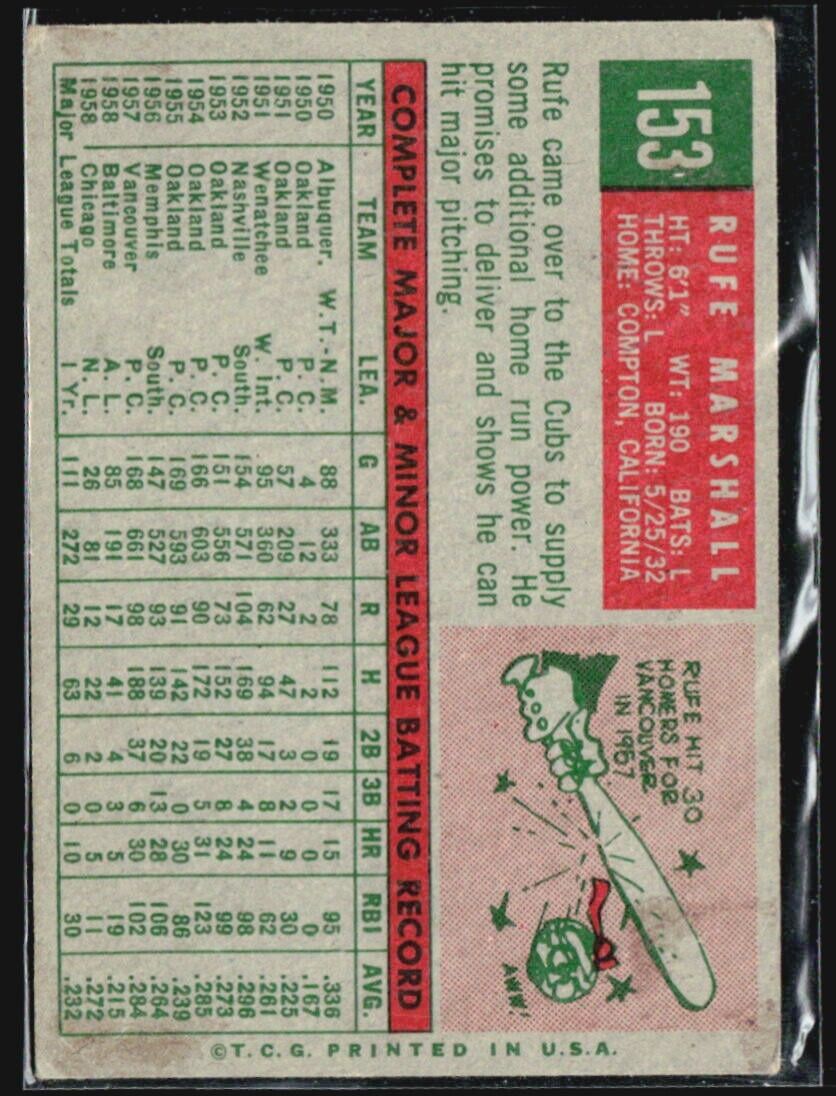 153
RUFE MARSHALL
HT: 6'1" WT: 190 BATS: L
THROWS: L BORN: 5/25/32
HOME: COMPTON, CALIFORNIA
Rufe came over to the Cubs to supply
some additional home run power. He
promises to deliver and shows he can
hit major pitching.
RUFE HIT 30
HOMERS FOR
VANCOUVER
IN 1957
AWW!
COMPLETE MAJOR & MINOR LEAGUE BATTING RECORD
YEAR TEAM LEA. G AB R H 2B 3B HR RBI AVG.
1950 Albuquer. W.T.-N.M. 88 333 78 112 19 17 15 95 .336
1950 Oakland P.C. 4 12 2 2 0 0 0 0 .167
1951 Oakland P.C. 57 209 27 47 3 2 9 30 .225
1951 Wenatchee W. Int. 95 360 62 94 17 8 11 62 .261
1952 Nashville South. 154 571 104 169 38 4 24 98 .296
1953 Oakland P.C. 151 556 73 152 27 8 24 99 .273
1954 Oakland P.C. 166 603 90 172 19 5 31 123 .285
1955 Oakland P.C. 169 593 91 142 22 0 30 86 .239
1956 Memphis South. 147 527 93 139 20 13 28 106 .264
1957 Vancouver P.C. 168 661 98 188 37 6 30 102 .284
1958 Baltimore A.L. 85 191 17 41 4 3 5 19 .215
1958 Chicago N.L. 26 81 12 22 2 0 5 11 .272
Major League Totals 1 Yr. 111 272 29 63 6 0 10 30 .232
©T.C.G. PRINTED IN U.S.A.